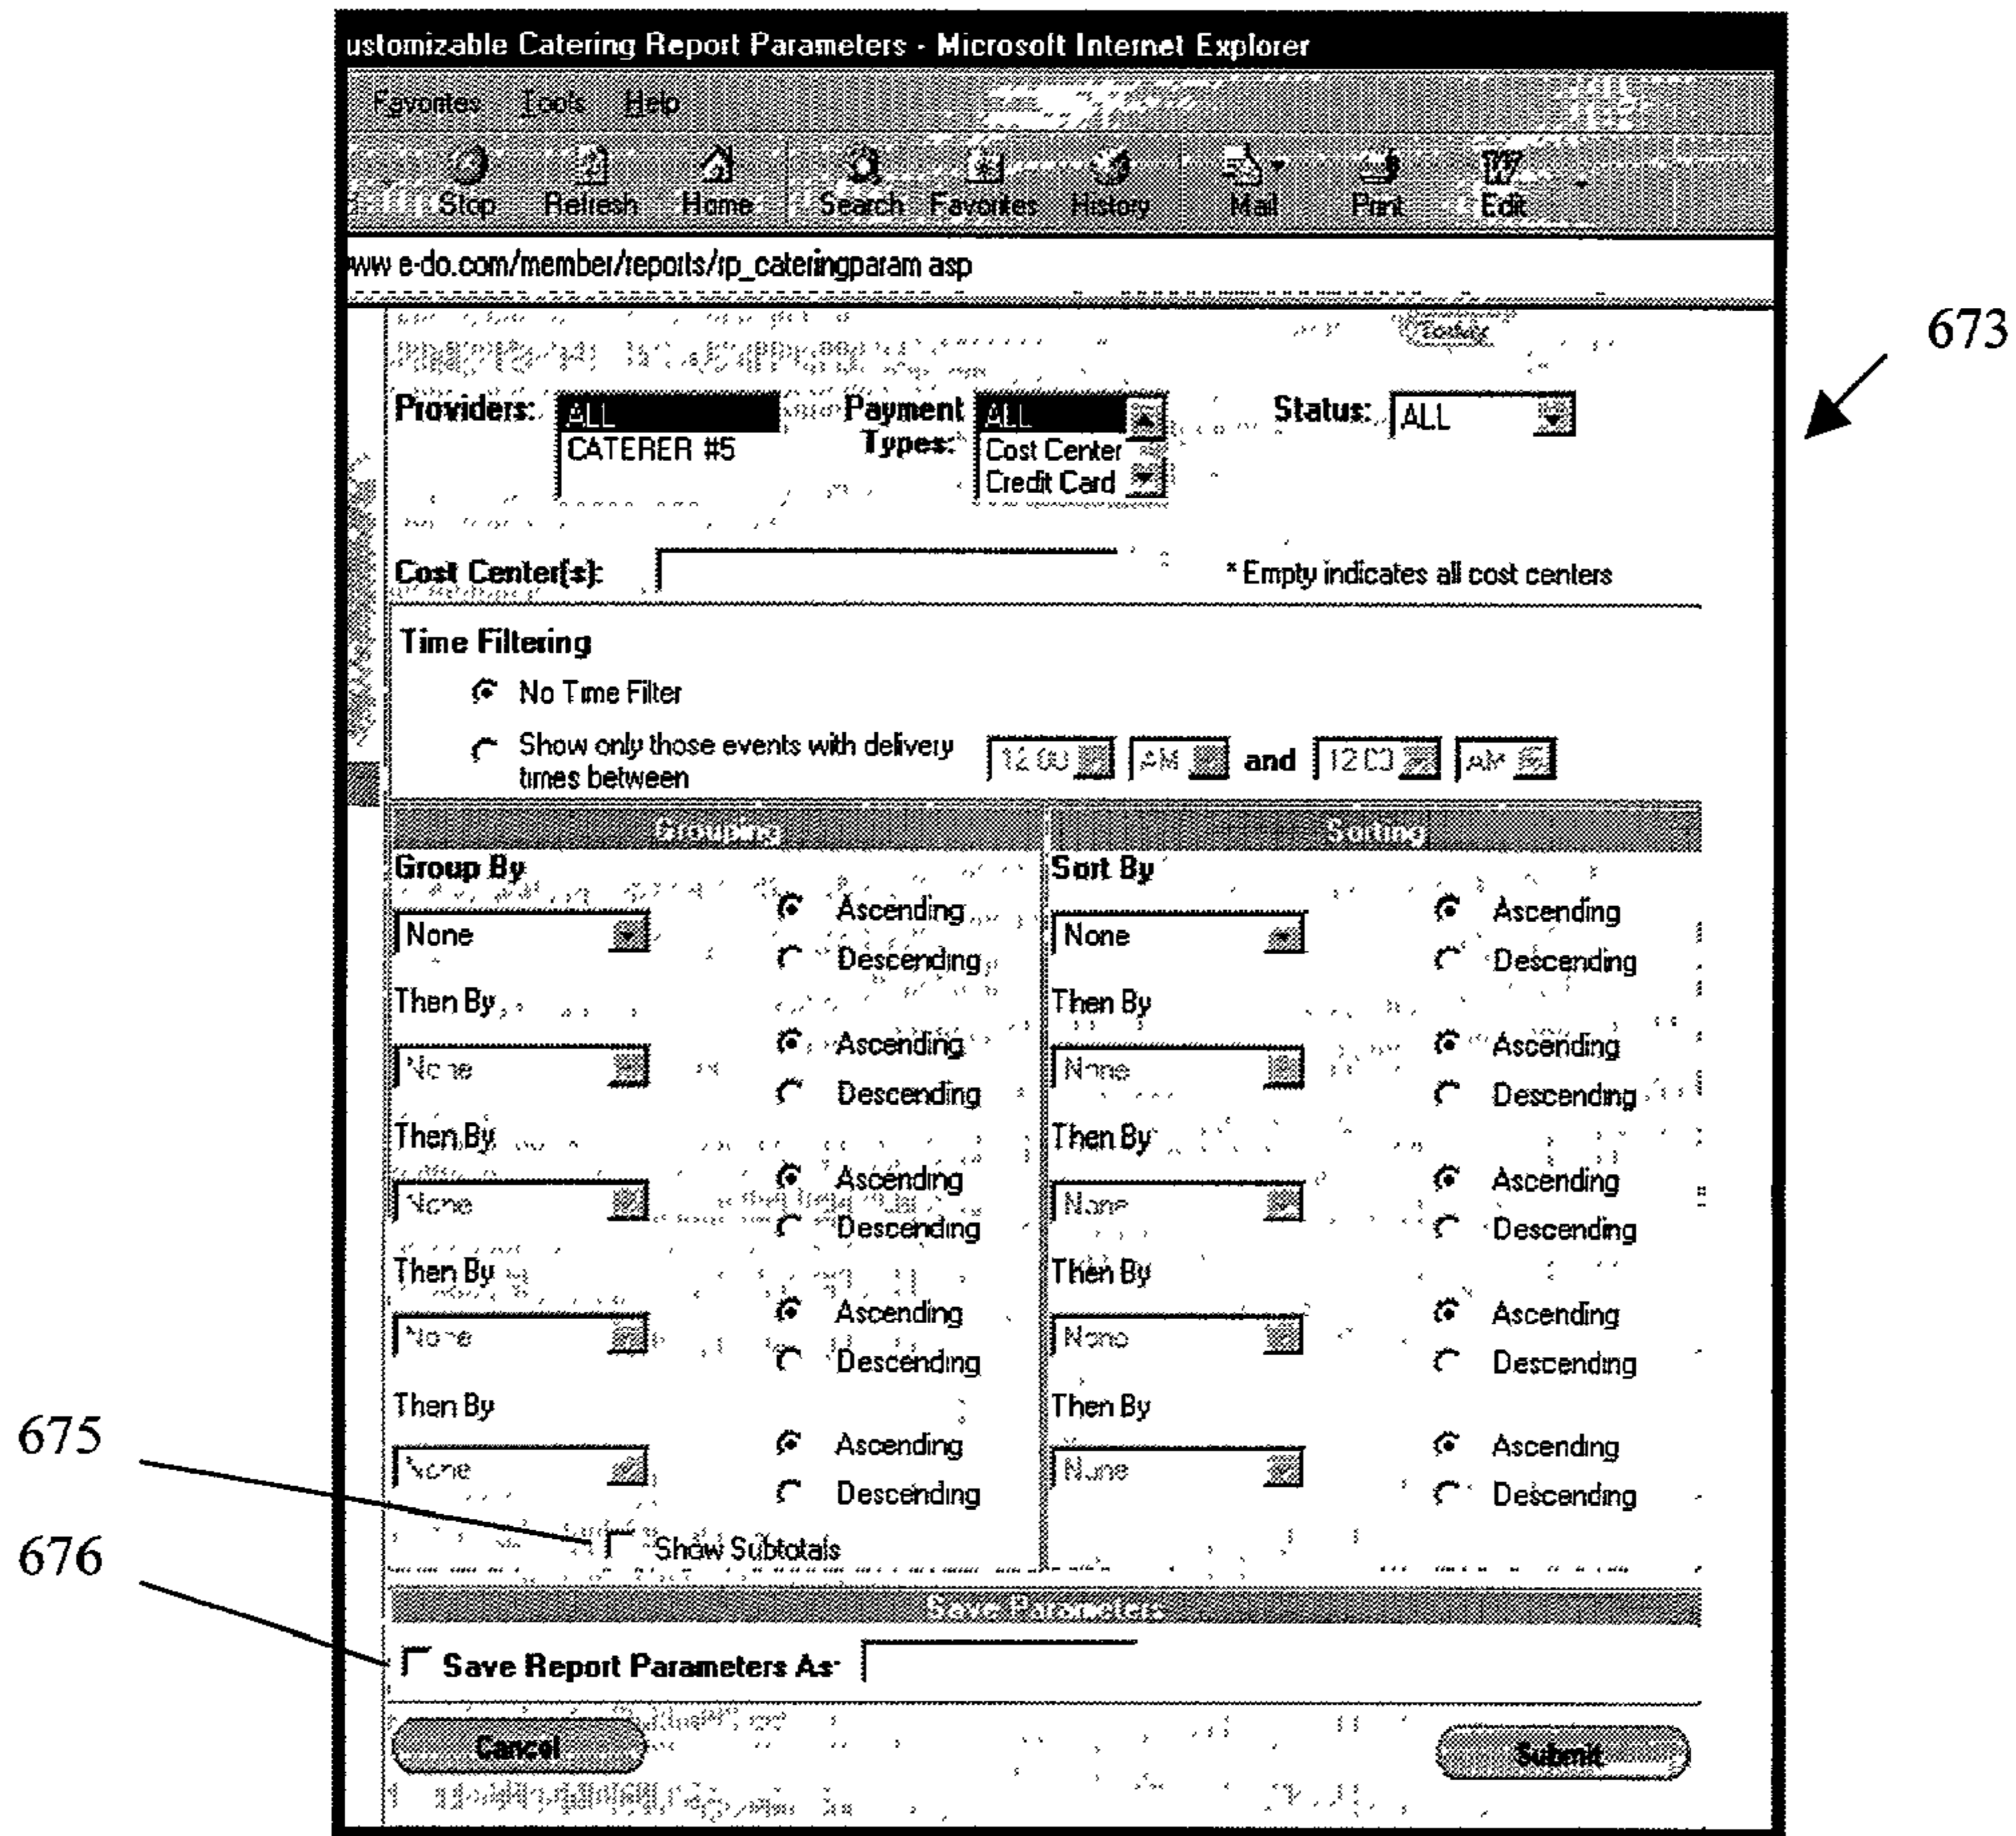 ustomizable Catering Report Parameters - Microsoft Internet Explorer
Favorites Tools Help
Stop Refresh Home Search Favorites History Mail Print Edit
ww e-do.com/member/reports/rp_cateringparam asp
673
Today
Providers: ALL Payment Types: ALL Status: ALL
CATERER #5 Cost Center
Credit Card
Cost Center(s): * Empty indicates all cost centers
Time Filtering
No Time Filter
Show only those events with delivery times between 12 00 AM and 12 00 AM
Grouping Sorting
Group By Sort By
None Ascending None Ascending
Descending Descending
Then By Then By
None Ascending None Ascending
Descending Descending
Then By Then By
None Ascending None Ascending
Descending Descending
Then By Then By
None Ascending None Ascending
Descending Descending
675
Then By Then By
None Ascending None Ascending
Descending Descending
676
Show Subtotals
Save Parameters
Save Report Parameters As:
Cancel Submit